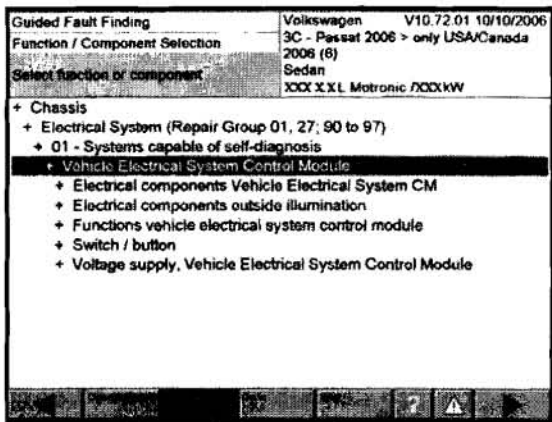 Guided Fault Finding
Function / Component Selection
Select function or component
Volkswagen V10.72.01 10/10/2006
3C - Passat 2006 > only USA/Canada
2006 (6)
Sedan
XXX X.XL Motronic /XXXkW
+ Chassis
+ Electrical System (Repair Group 01, 27; 90 to 97)
+ 01 - Systems capable of self-diagnosis
+ Vehicle Electrical System Control Module
+ Electrical components Vehicle Electrical System CM
+ Electrical components outside illumination
+ Functions vehicle electrical system control module
+ Switch / button
+ Voltage supply, Vehicle Electrical System Control Module
?